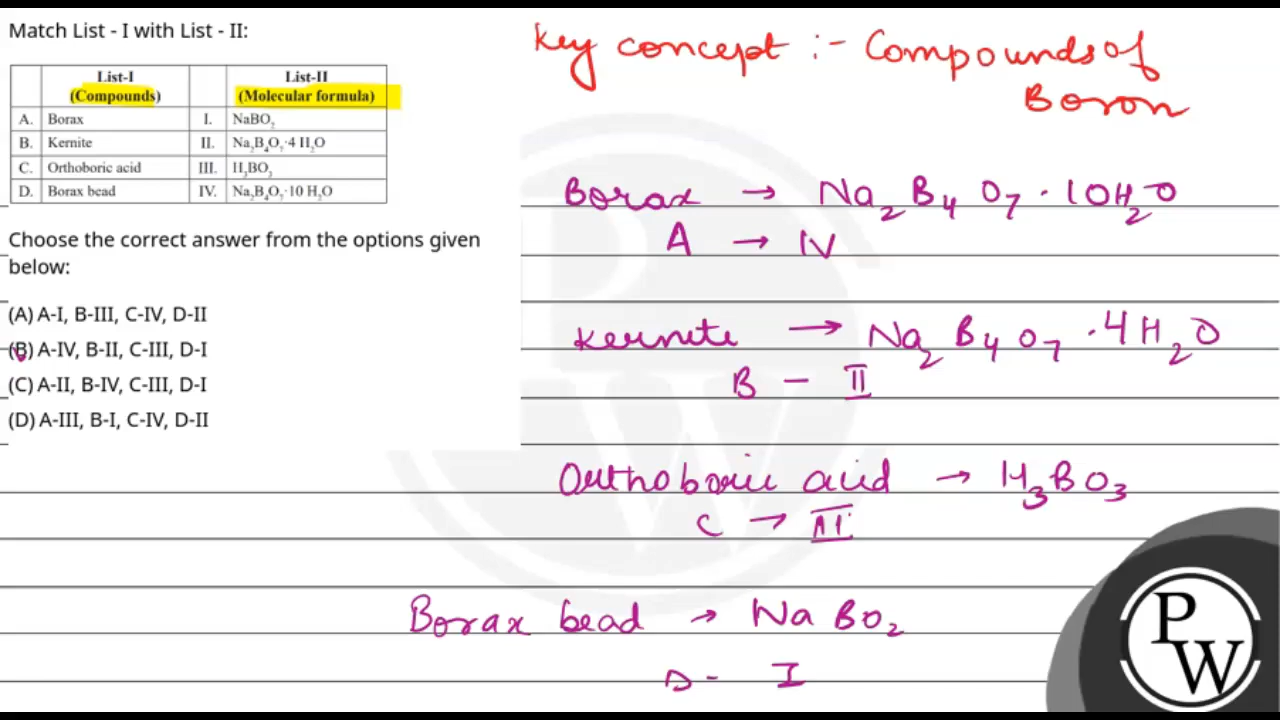 Match List - I with List - II:
List-I List-II
(Compounds) (Molecular formula)
A. Borax I. NaBO₂
B. Kernite II. Na₂B₄O₇·4 H₂O
C. Orthoboric acid III. H₃BO₃
D. Borax bead IV. Na₂B₄O₇·10 H₂O
Choose the correct answer from the options given
below:
(A) A-I, B-III, C-IV, D-II
(B) A-IV, B-II, C-III, D-I
(C) A-II, B-IV, C-III, D-I
(D) A-III, B-I, C-IV, D-II
Key concept :- Compounds of
Boron
Borax → Na₂B₄O₇·10H₂O
A → IV
Kernite → Na₂B₄O₇·4H₂O
B - II
Orthoboric acid → H₃BO₃
C → III
Borax bead → NaBO₂
D - I
P
W
P
W